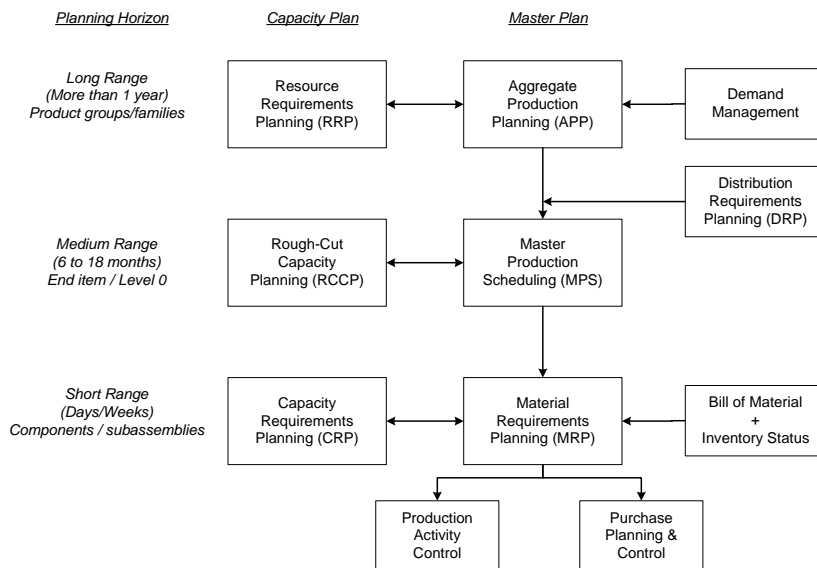 Planning Horizon
Capacity Plan
Master Plan
Long Range
(More than 1 year)
Product groups/families
Resource
Requirements
Planning (RRP)
Aggregate
Production
Planning (APP)
Demand
Management
Distribution
Requirements
Planning (DRP)
Medium Range
(6 to 18 months)
End item / Level 0
Rough-Cut
Capacity
Planning (RCCP)
Master
Production
Scheduling (MPS)
Short Range
(Days/Weeks)
Components / subassemblies
Capacity
Requirements
Planning (CRP)
Material
Requirements
Planning (MRP)
Bill of Material
+
Inventory Status
Production
Activity
Control
Purchase
Planning &
Control